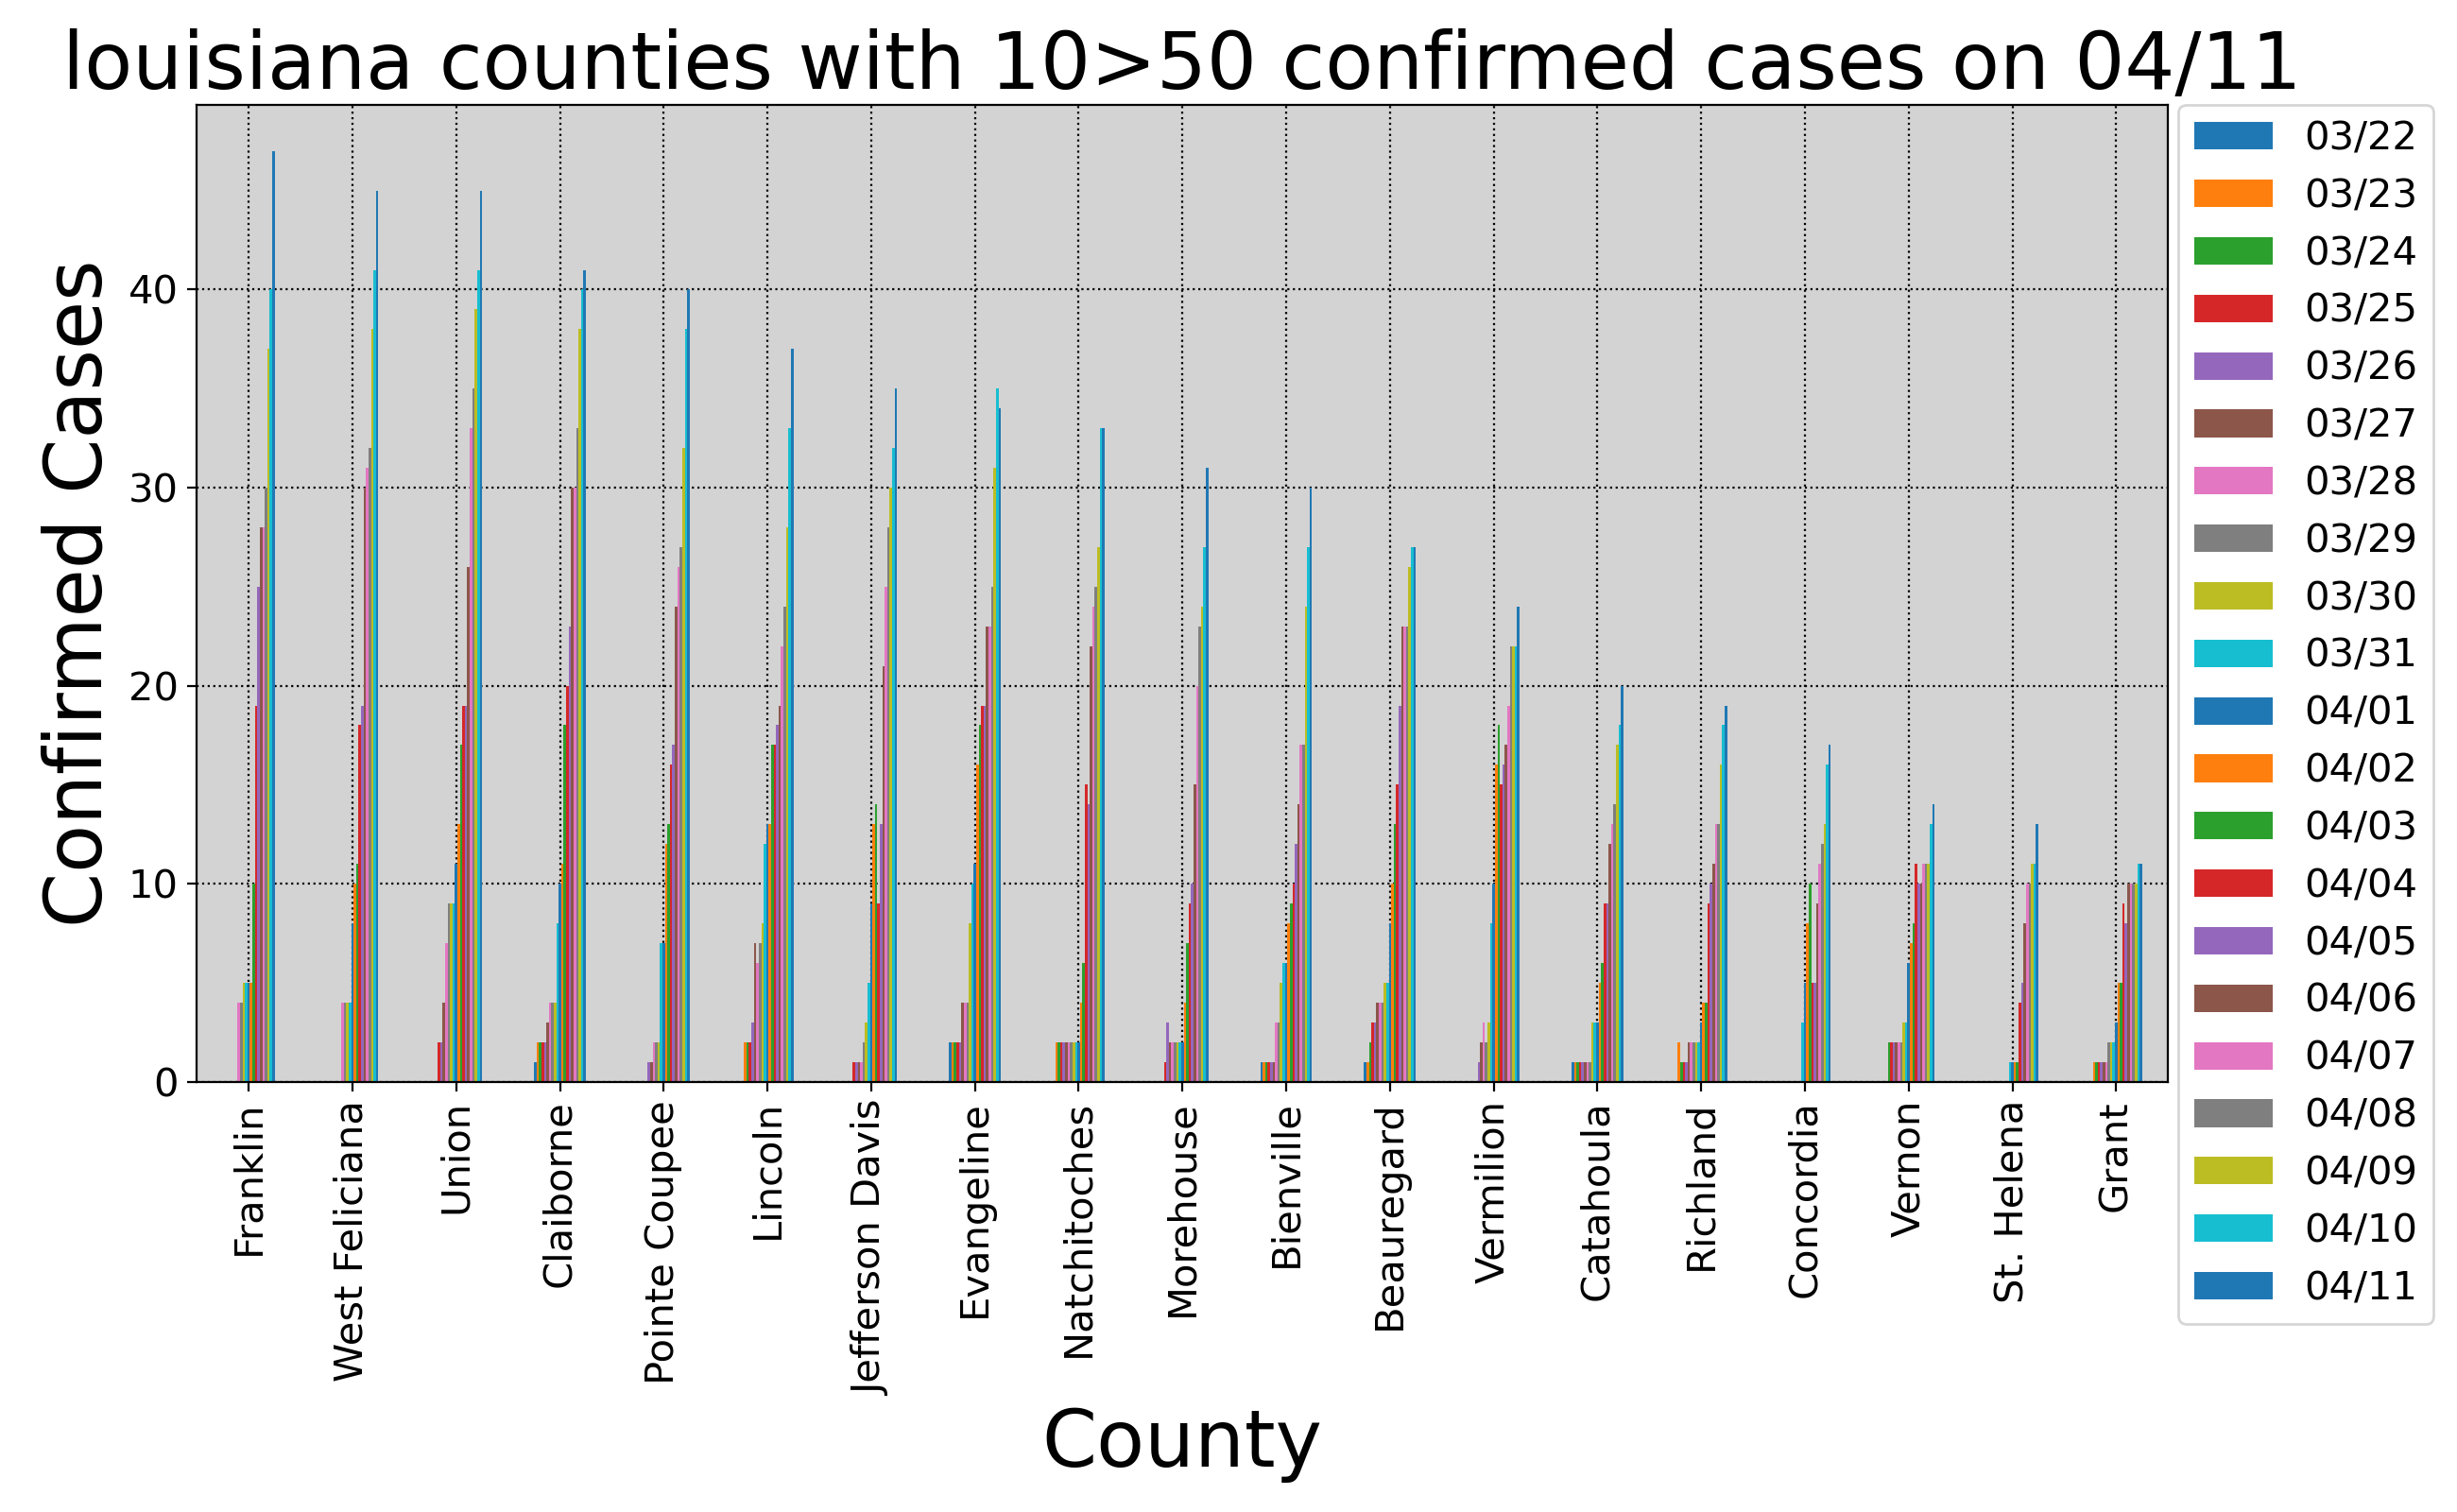 louisiana counties with 10>50 confirmed cases on 04/11
Confirmed Cases
40
30
20
10
0
Franklin
West Feliciana
Union
Claiborne
Pointe Coupee
Lincoln
Jefferson Davis
Evangeline
Natchitoches
Morehouse
Bienville
Beauregard
Vermilion
Catahoula
Richland
Concordia
Vernon
St. Helena
Grant
County
03/22
03/23
03/24
03/25
03/26
03/27
03/28
03/29
03/30
03/31
04/01
04/02
04/03
04/04
04/05
04/06
04/07
04/08
04/09
04/10
04/11